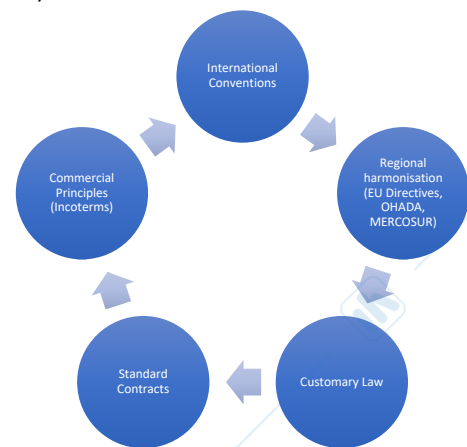 International
Conventions
Regional
harmonisation
(EU Directives,
OHADA,
MERCOSUR)
Customary Law
Standard
Contracts
Commercial
Principles
(Incoterms)